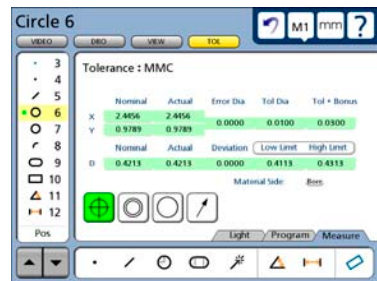 Circle 6
M1 mm ?
VIDEO DRO VIEW TOL
3
4
5
6
7
8
9
10
11
12
Pos
Tolerance : MMC
Nominal Actual Error Dia Tol Dia Tol + Bonus
X 2.4456 2.4456 0.0000 0.0100 0.0300
Y 0.9789 0.9789
Nominal Actual Deviation Low Limit High Limit
D 0.4213 0.4213 0.0000 0.4113 0.4313
Material Side: Bore
Light Program Measure